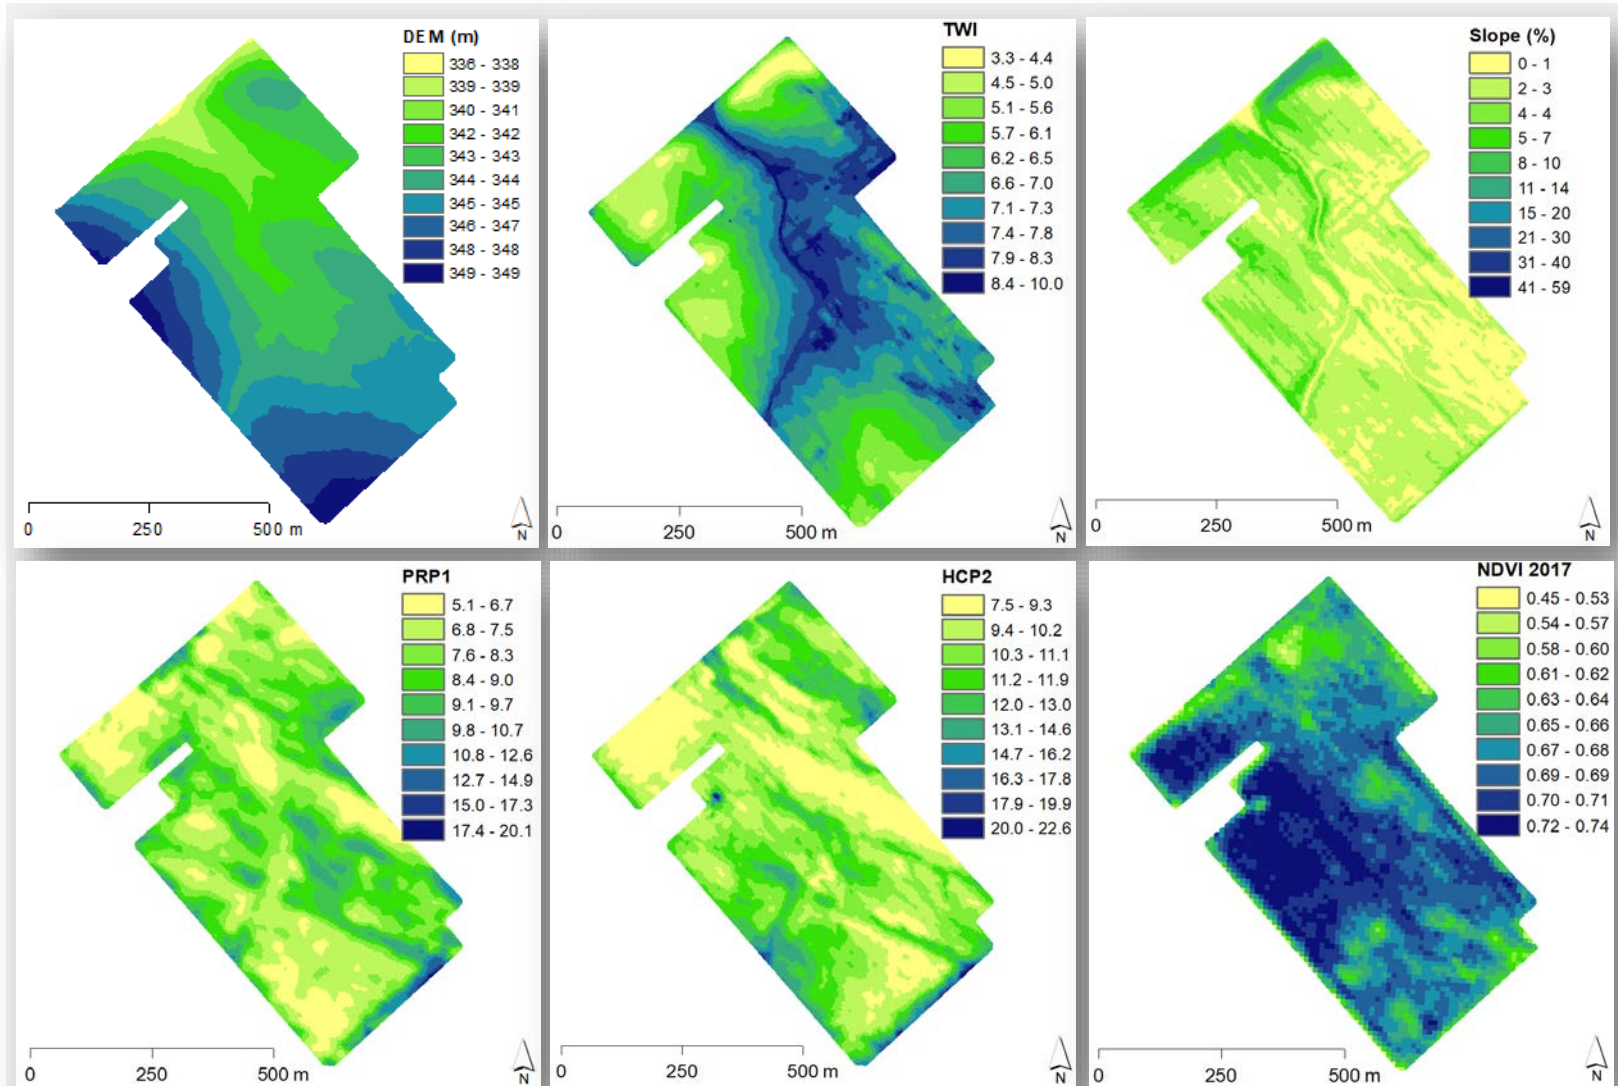 DEM (m)
336 - 338
339 - 339
340 - 341
342 - 342
343 - 343
344 - 344
345 - 345
346 - 347
348 - 348
349 - 349
0 250 500 m
N
TWI
3.3 - 4.4
4.5 - 5.0
5.1 - 5.6
5.7 - 6.1
6.2 - 6.5
6.6 - 7.0
7.1 - 7.3
7.4 - 7.8
7.9 - 8.3
8.4 - 10.0
0 250 500 m
N
Slope (%)
0 - 1
2 - 3
4 - 4
5 - 7
8 - 10
11 - 14
15 - 20
21 - 30
31 - 40
41 - 59
0 250 500 m
N
PRP1
5.1 - 6.7
6.8 - 7.5
7.6 - 8.3
8.4 - 9.0
9.1 - 9.7
9.8 - 10.7
10.8 - 12.6
12.7 - 14.9
15.0 - 17.3
17.4 - 20.1
0 250 500 m
N
HCP2
7.5 - 9.3
9.4 - 10.2
10.3 - 11.1
11.2 - 11.9
12.0 - 13.0
13.1 - 14.6
14.7 - 16.2
16.3 - 17.8
17.9 - 19.9
20.0 - 22.6
0 250 500 m
N
NDVI 2017
0.45 - 0.53
0.54 - 0.57
0.58 - 0.60
0.61 - 0.62
0.63 - 0.64
0.65 - 0.66
0.67 - 0.68
0.69 - 0.69
0.70 - 0.71
0.72 - 0.74
0 250 500 m
N